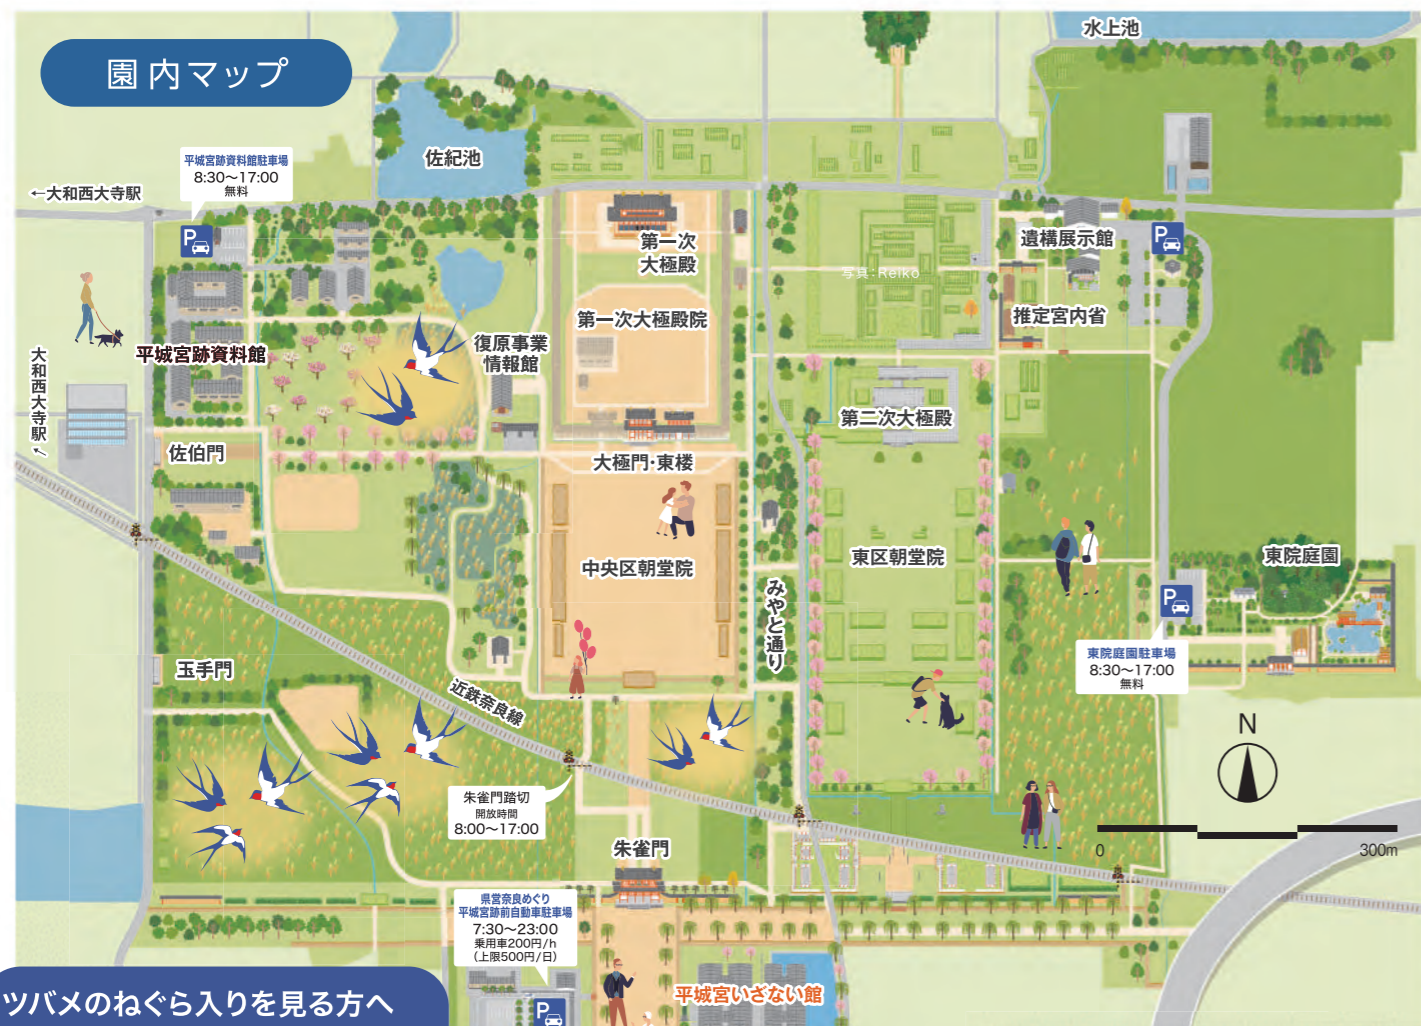 園内マップ
水上池
佐紀池
平城宮跡資料館駐車場
8:30〜17:00
無料
←大和西大寺駅
第一次
大極殿
遺構展示館
写真:Reiko
推定宮内省
第一次大極殿院
復原事業
情報館
平城宮跡資料館
大和西大寺駅←
第二次大極殿
佐伯門
大極門・東楼
中央区朝堂院
東区朝堂院
東院庭園
みやと通り
東院庭園駐車場
8:30〜17:00
無料
玉手門
近鉄奈良線
N
朱雀門踏切
開放時間
8:00〜17:00
0
300m
朱雀門
県営奈良めぐり
平城宮跡前自動車駐車場
7:30〜23:00
乗用車200円/h
(上限500円/日)
平城宮いざない館
ツバメのねぐら入りを見る方へ
P
P
P
P